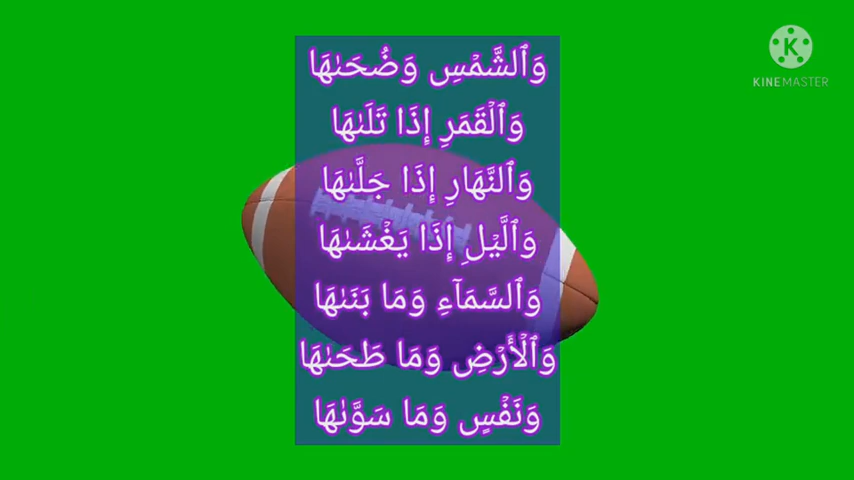 وَٱلشَّمْسِ وَضُحَىٰهَا
وَٱلْقَمَرِ إِذَا تَلَىٰهَا
وَٱلنَّهَارِ إِذَا جَلَّىٰهَا
وَٱلَّيْلِ إِذَا يَغْشَىٰهَا
وَٱلسَّمَآءِ وَمَا بَنَىٰهَا
وَٱلْأَرْضِ وَمَا طَحَىٰهَا
وَنَفْسٍ وَمَا سَوَّىٰهَا
K
KINEMASTER